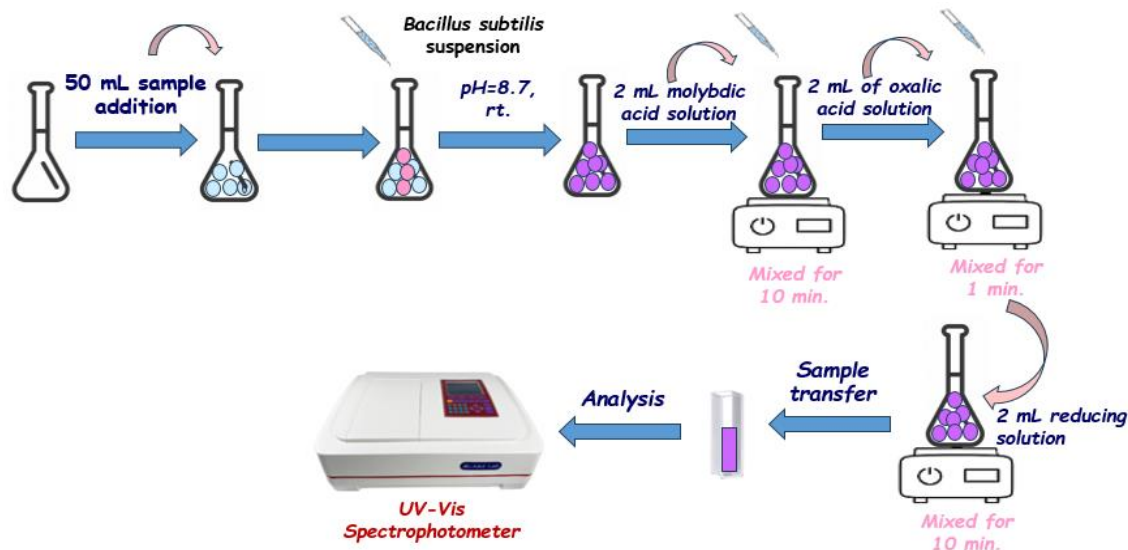 Bacillus subtilis
suspension
50 mL sample
addition
pH=8.7,
rt.
2 mL molybdic
acid solution
2 mL of oxalic
acid solution
Mixed for
10 min.
Mixed for
1 min.
2 mL reducing
solution
Mixed for
10 min.
Sample
transfer
Analysis
UV-Vis
Spectrophotometer